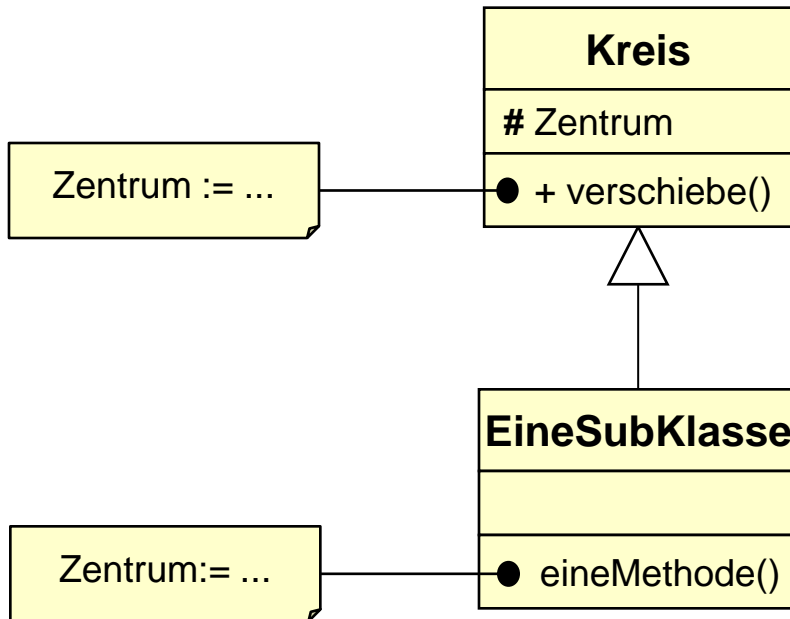 Kreis
# Zentrum
Zentrum := ...
+ verschiebe()
EineSubKlasse
Zentrum:= ...
eineMethode()